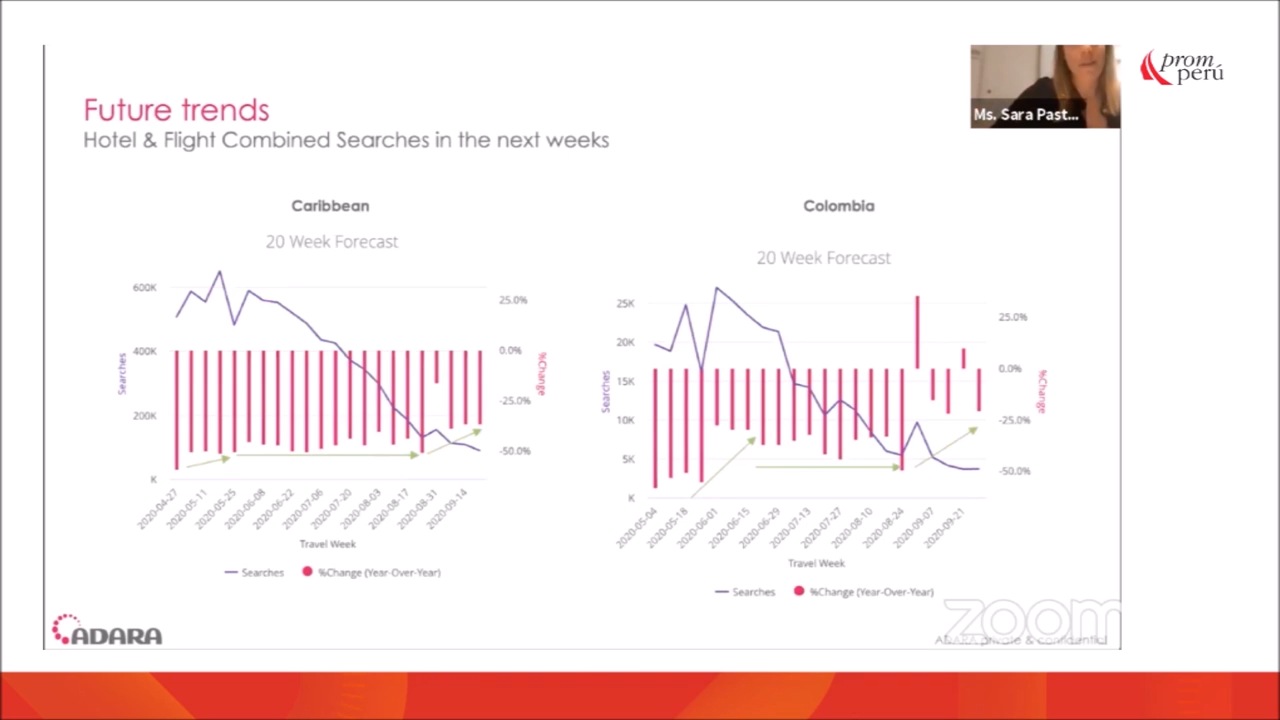 Future trends
Hotel & Flight Combined Searches in the next weeks
Ms. Sara Past...
prom
perú
Caribbean
20 Week Forecast
600K
400K
200K
K
Searches
25.0%
0.0%
-25.0%
-50.0%
%Change
2020-04-27
2020-05-11
2020-05-25
2020-06-08
2020-06-22
2020-07-06
2020-07-20
2020-08-03
2020-08-17
2020-08-31
2020-09-14
Travel Week
Searches
%Change (Year-Over-Year)
Colombia
20 Week Forecast
25K
20K
15K
10K
5K
K
Searches
25.0%
0.0%
-25.0%
-50.0%
%Change
2020-05-04
2020-05-18
2020-06-01
2020-06-15
2020-06-29
2020-07-13
2020-07-27
2020-08-10
2020-08-24
2020-09-07
2020-09-21
Travel Week
Searches
%Change (Year-Over-Year)
ADARA
zoom
ADARA private & confidential